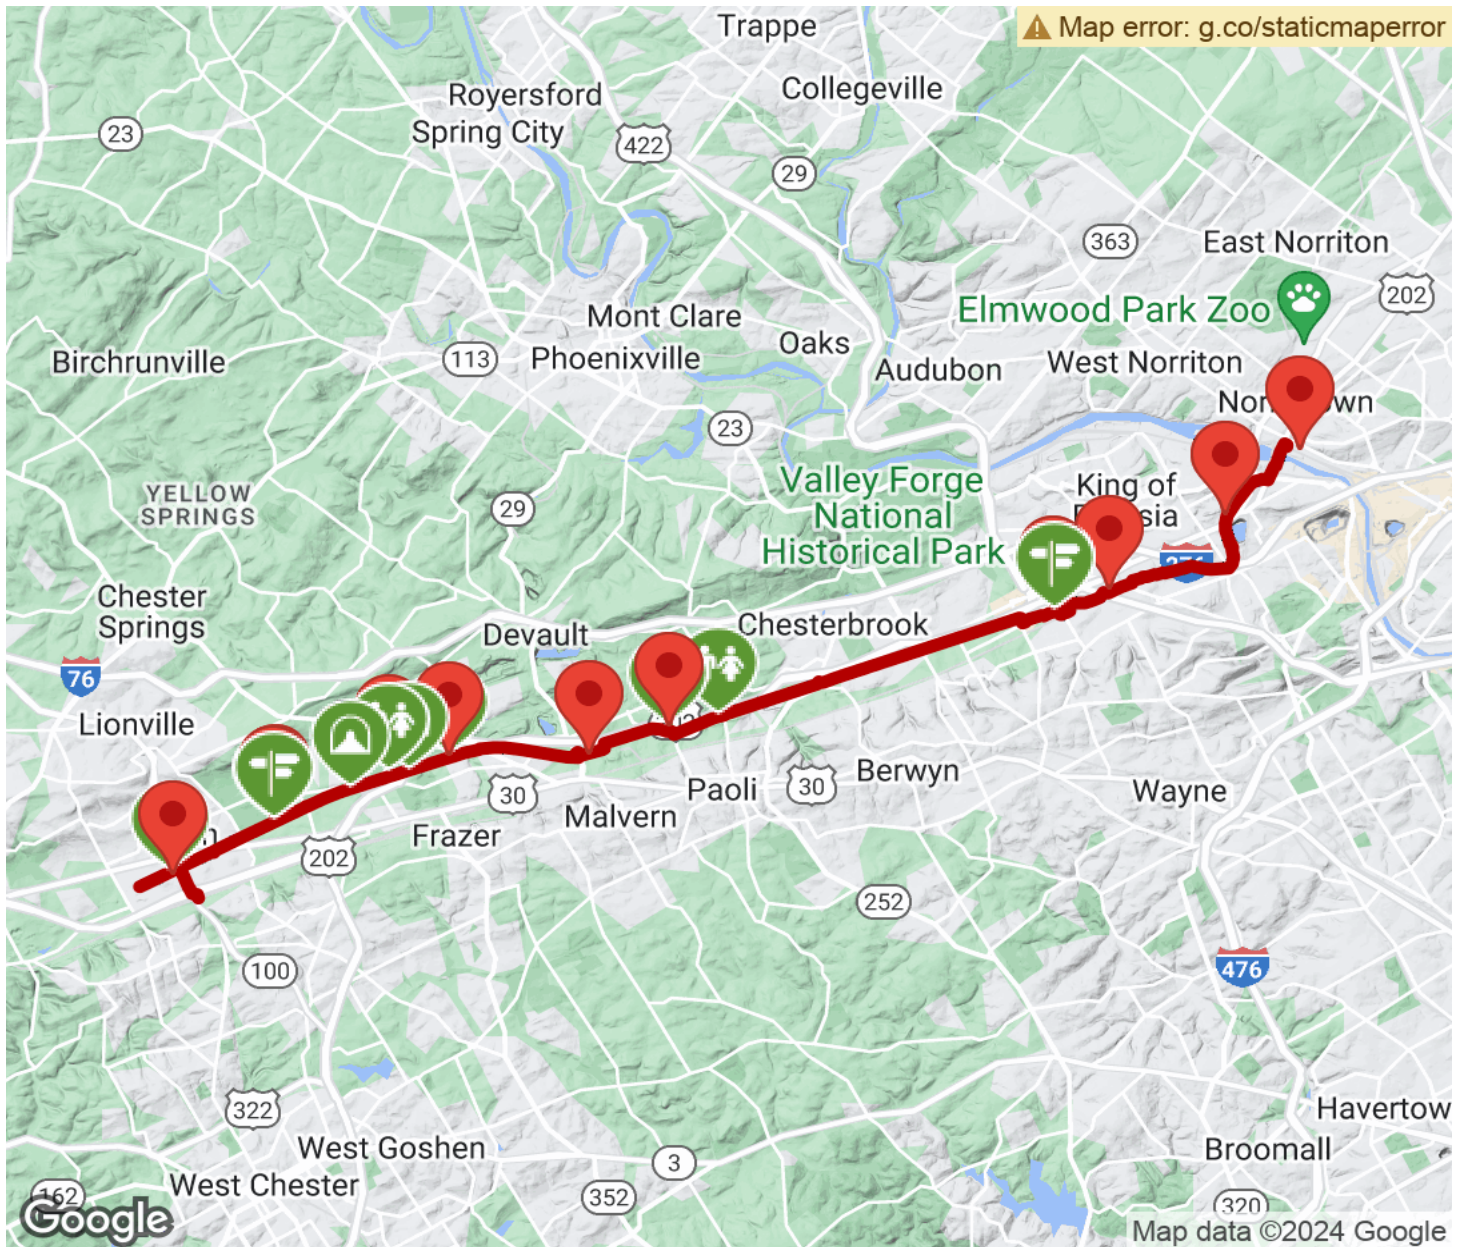 Trappe
Map error: g.co/staticmaperror
Royersford
Collegeville
Spring City
23
422
29
363
East Norriton
202
Elmwood Park Zoo
Mont Clare
Oaks
Birchrunville
113
Phoenixville
West Norriton
Audubon
23
YELLOW
SPRINGS
29
Valley Forge
National
Historical Park
King of
Chester
Springs
Devault
Chesterbrook
76
Lionville
30
Paoli
30
Berwyn
Wayne
Malvern
Frazer
202
252
100
476
322
Havertow
West Goshen
3
Broomall
West Chester
162
352
320
Google
Map data ©2024 Google